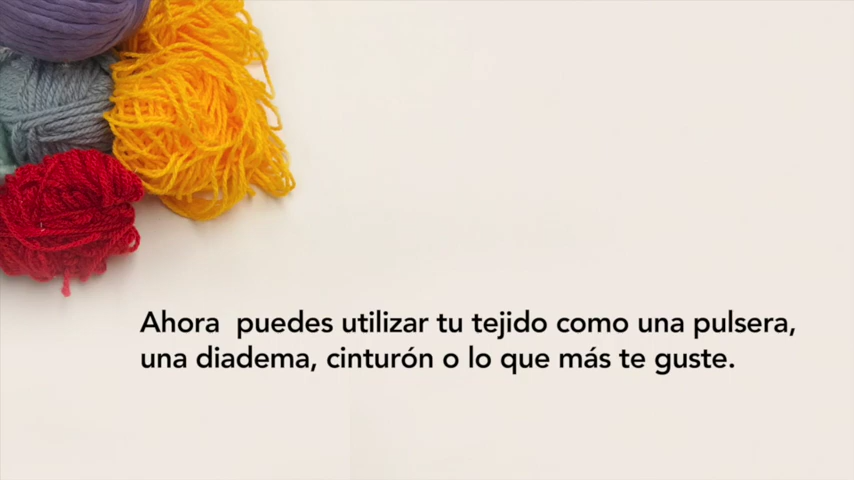 Ahora  puedes utilizar tu tejido como una pulsera,
una diadema, cinturón o lo que más te guste.